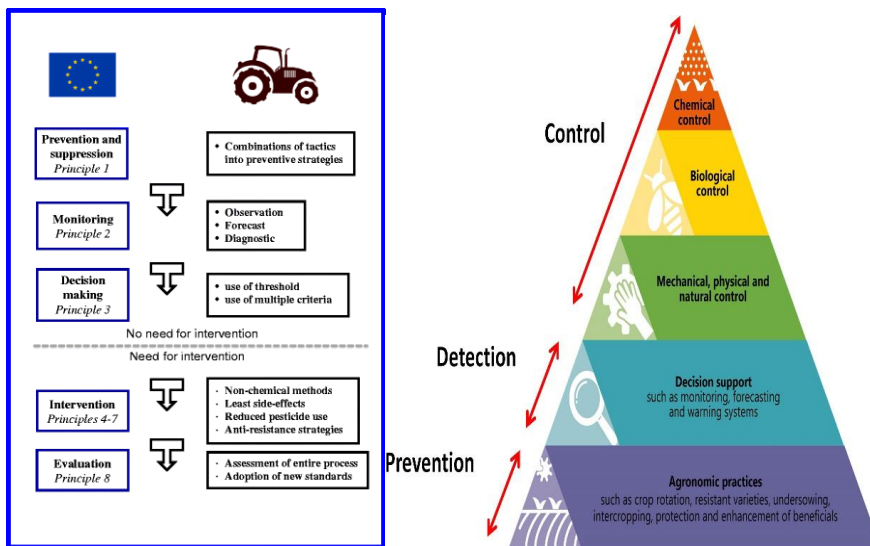 Prevention and
suppression
Principle 1
• Combinations of tactics
into preventive strategies
Monitoring
Principle 2
• Observation
• Forecast
• Diagnostic
Decision
making
Principle 3
• use of threshold
• use of multiple criteria
No need for intervention
Need for intervention
Intervention
Principles 4-7
· Non-chemical methods
· Least side-effects
· Reduced pesticide use
· Anti-resistance strategies
Evaluation
Principle 8
· Assessment of entire process
· Adoption of new standards
Control
Detection
Prevention
Chemical
control
Biological
control
Mechanical, physical and
natural control
Decision support
such as monitoring, forecasting
and warning systems
Agronomic practices
such as crop rotation, resistant varieties, undersowing,
intercropping, protection and enhancement of beneficials